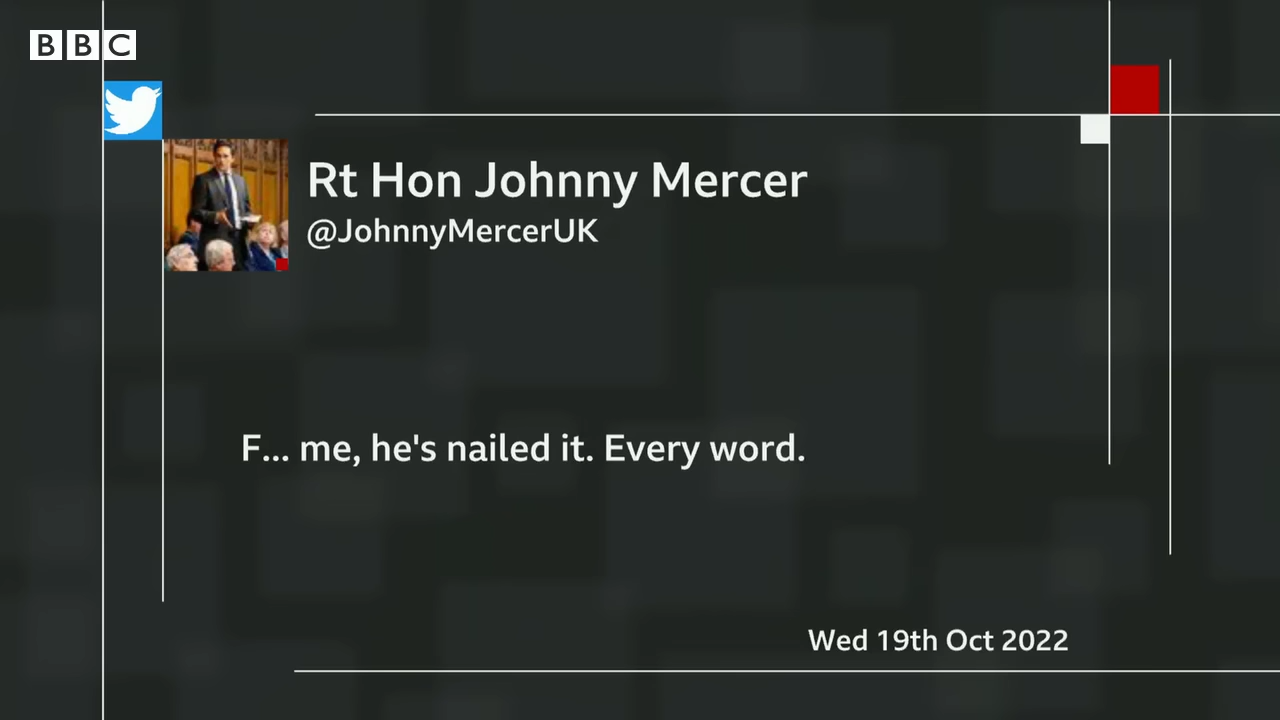 BBC
Rt Hon Johnny Mercer
@JohnnyMercerUK
F... me, he's nailed it. Every word.
Wed 19th Oct 2022